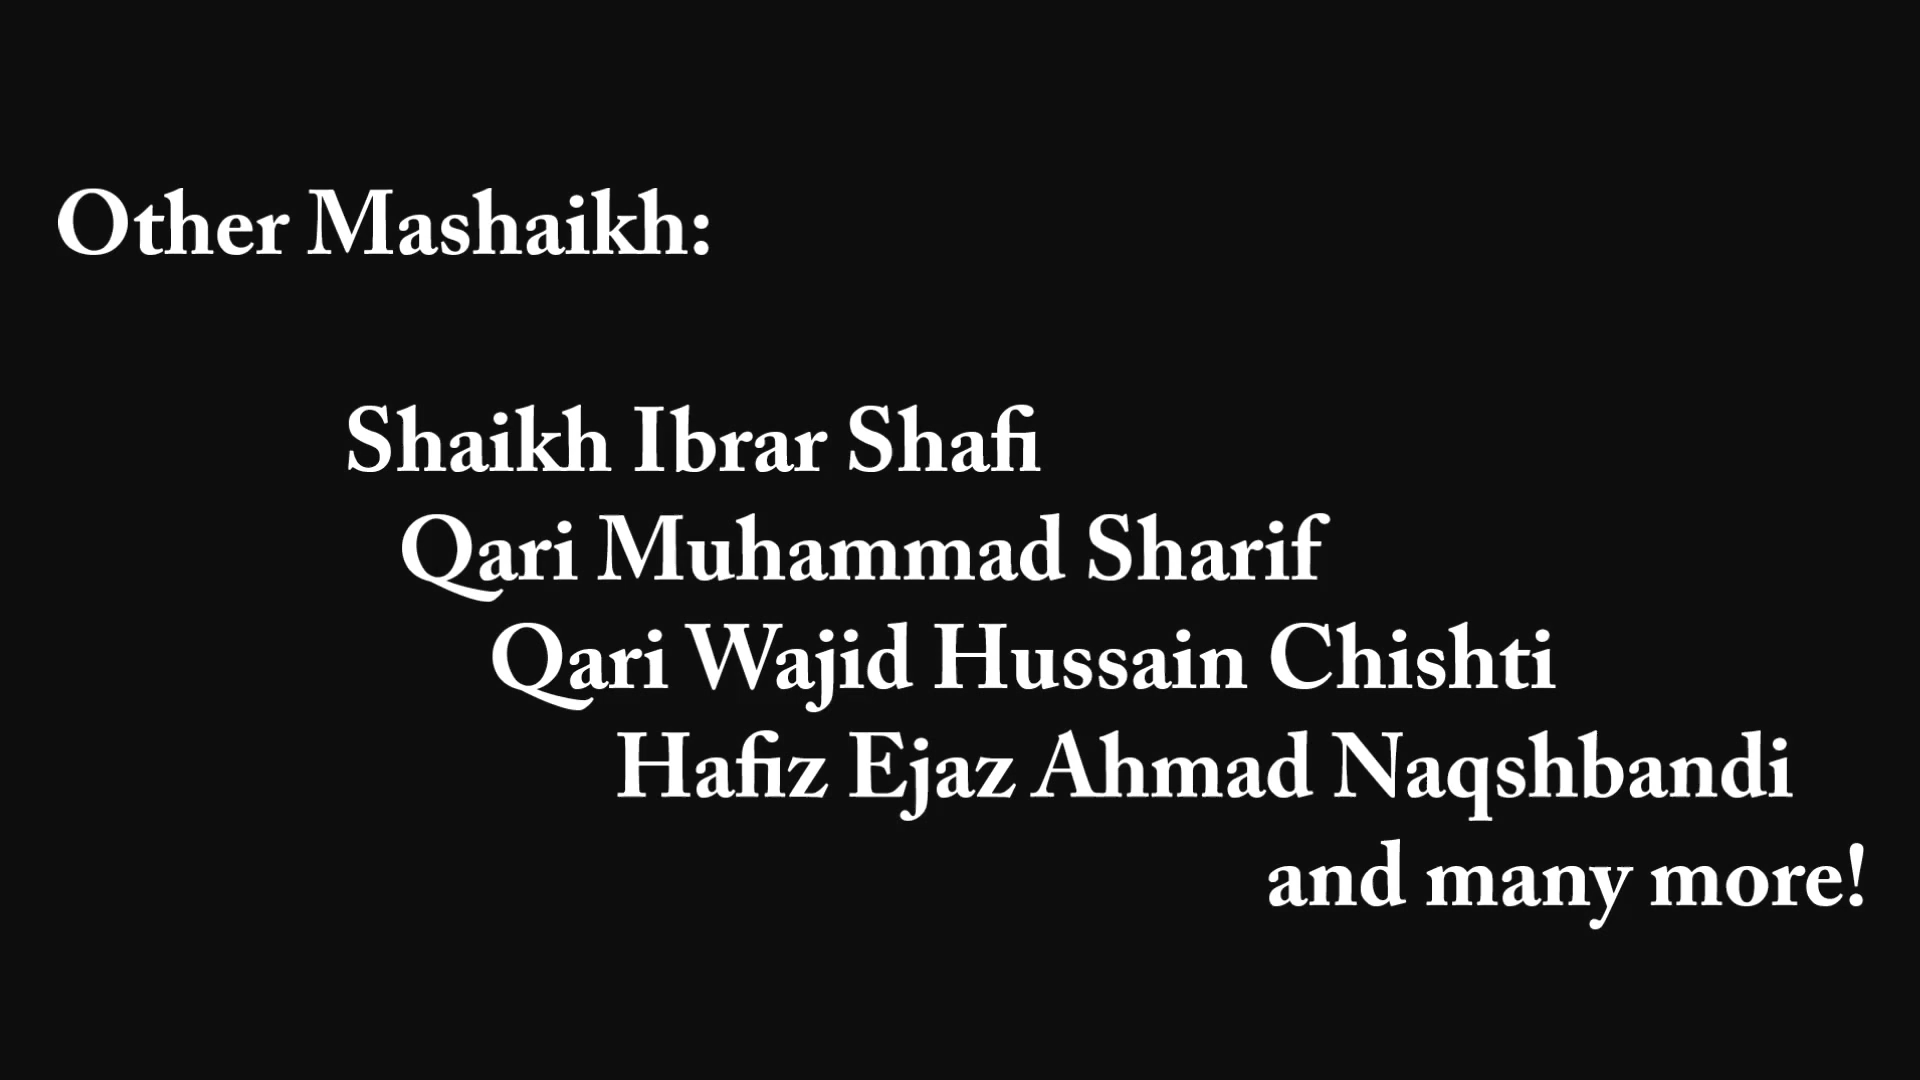 Other Mashaikh:
Shaikh Ibrar Shafi
Qari Muhammad Sharif
Qari Wajid Hussain Chishti
Hafiz Ejaz Ahmad Naqshbandi
and many more!